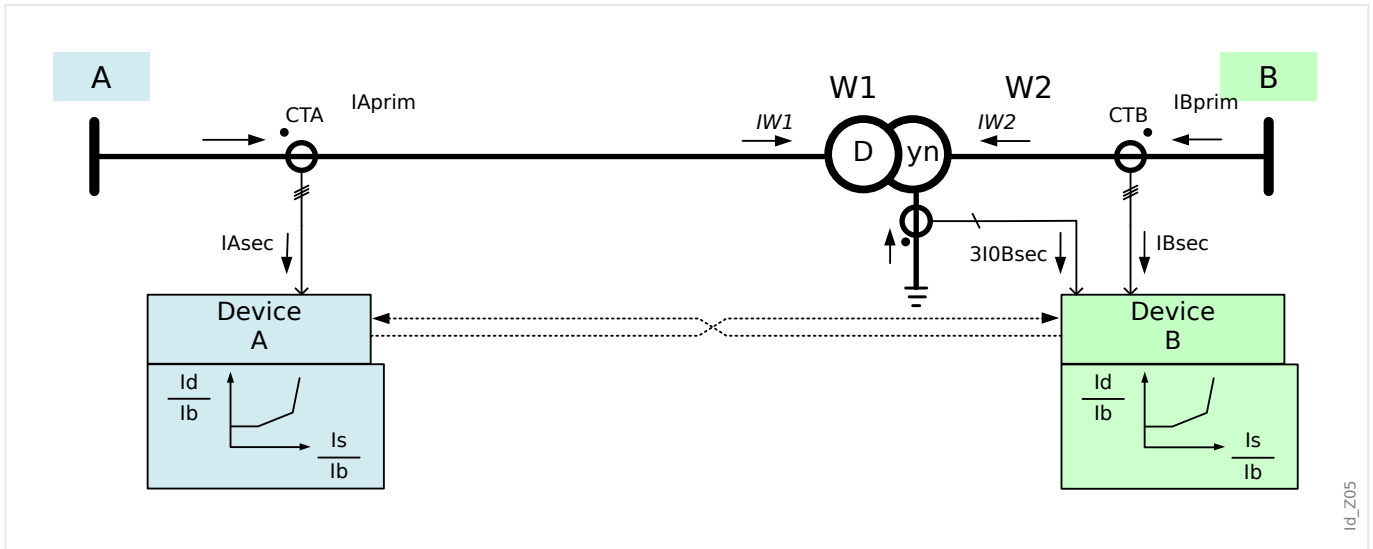 A
B
W1
W2
IAprim
CTA
IW1
IW2
CTB
IBprim
D
yn
IAsec
3I0Bsec
IBsec
Device
A
Device
B
Id
Ib
Is
Ib
Id
Ib
Is
Ib
Id_Z05